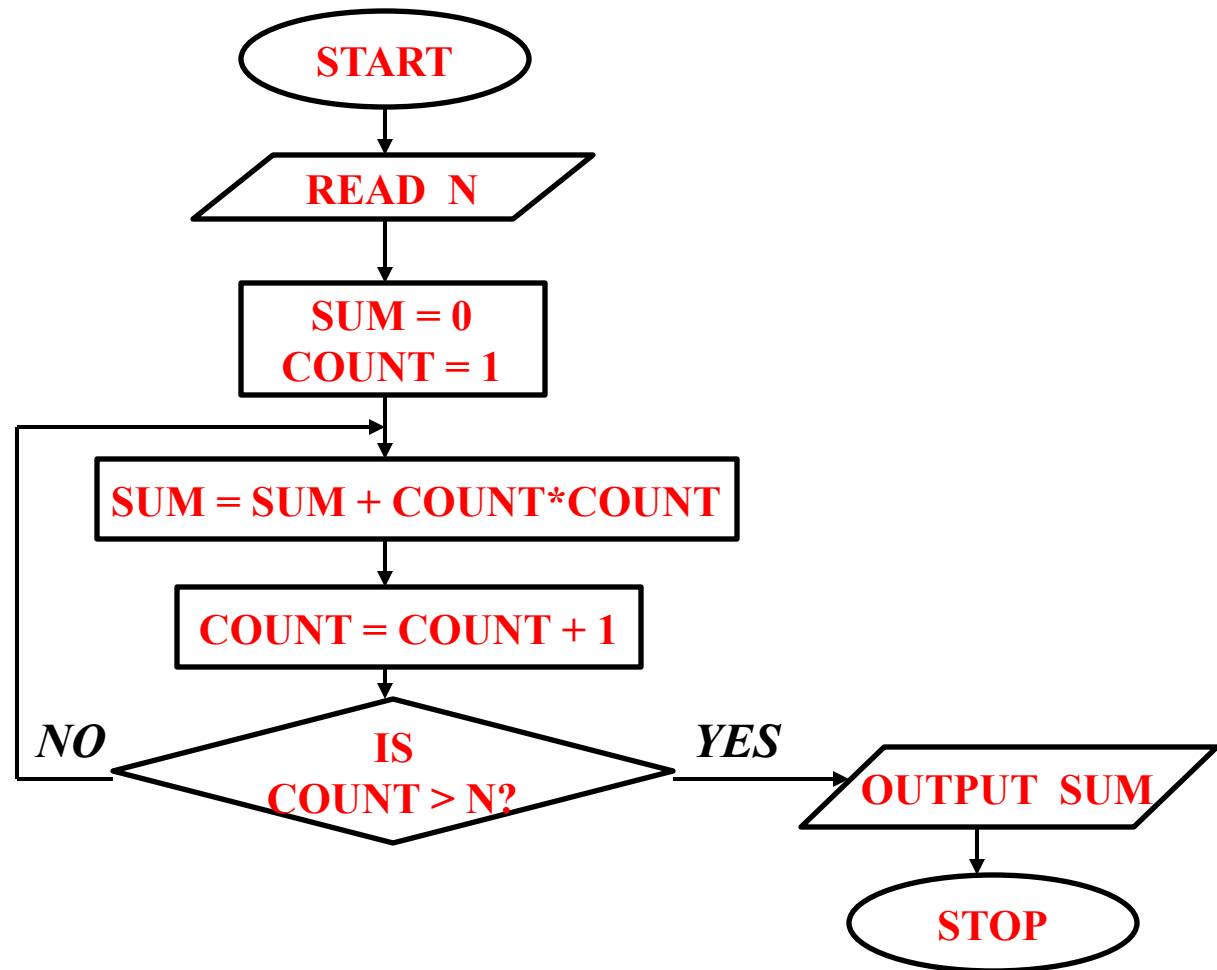 START
READ N
SUM = 0
COUNT = 1
SUM = SUM + COUNT*COUNT
COUNT = COUNT + 1
NO
IS
COUNT > N?
YES
OUTPUT SUM
STOP